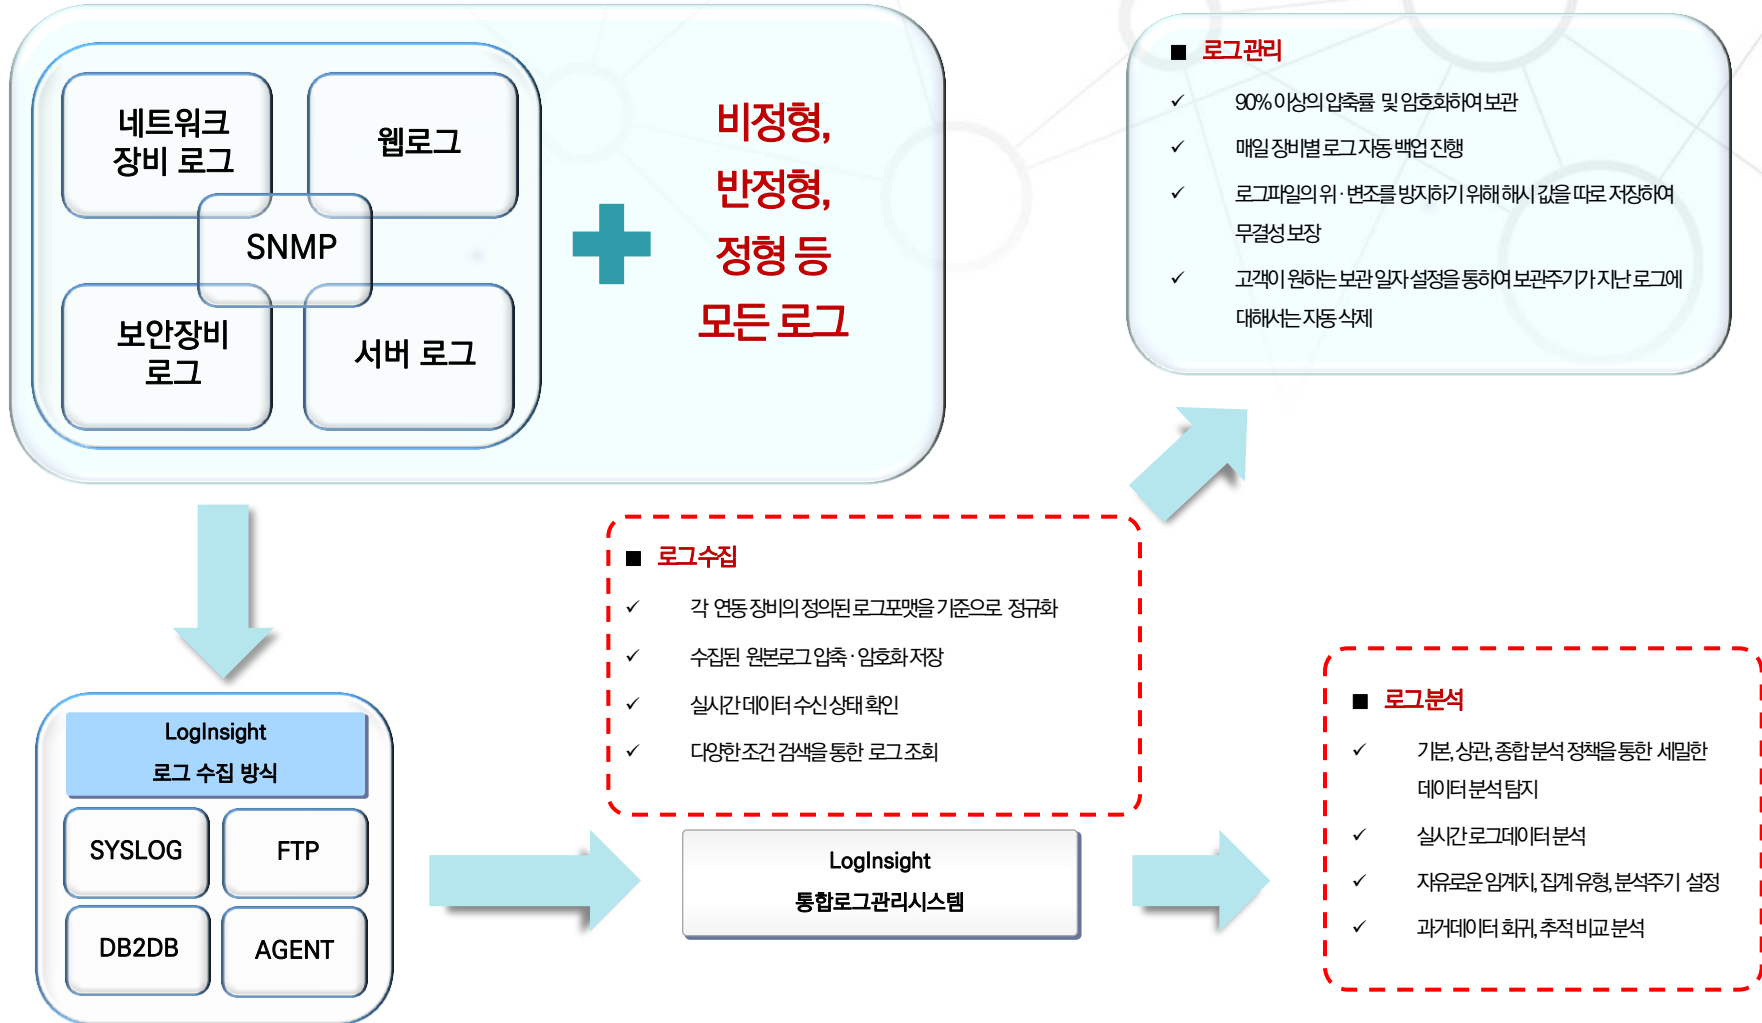 네트워크
장비 로그
웹로그
SNMP
보안장비
로그
서버 로그
비정형,
반정형,
정형 등
모든 로그
■ 로그관리
✓ 90% 이상의 압축률 및 암호화하여 보관
✓ 매일 장비별 로그 자동 백업 진행
✓ 로그파일의 위·변조를 방지하기 위해 해시 값을 따로 저장하여
무결성 보장
✓ 고객이 원하는 보관 일자 설정을 통하여 보관주기가 지난 로그에
대해서는 자동 삭제
■ 로그수집
✓ 각 연동 장비의 정의된 로그포맷을 기준으로 정규화
✓ 수집된 원본로그 압축·암호화 저장
✓ 실시간 데이터 수신 상태 확인
✓ 다양한 조건 검색을 통한 로그 조회
LogInsight
로그 수집 방식
SYSLOG
FTP
DB2DB
AGENT
LogInsight
통합로그관리시스템
■ 로그분석
✓ 기본, 상관, 종합 분석 정책을 통한 세밀한
데이터 분석 탐지
✓ 실시간 로그데이터 분석
✓ 자유로운 임계치, 집계 유형, 분석주기 설정
✓ 과거데이터 회귀, 추적 비교 분석